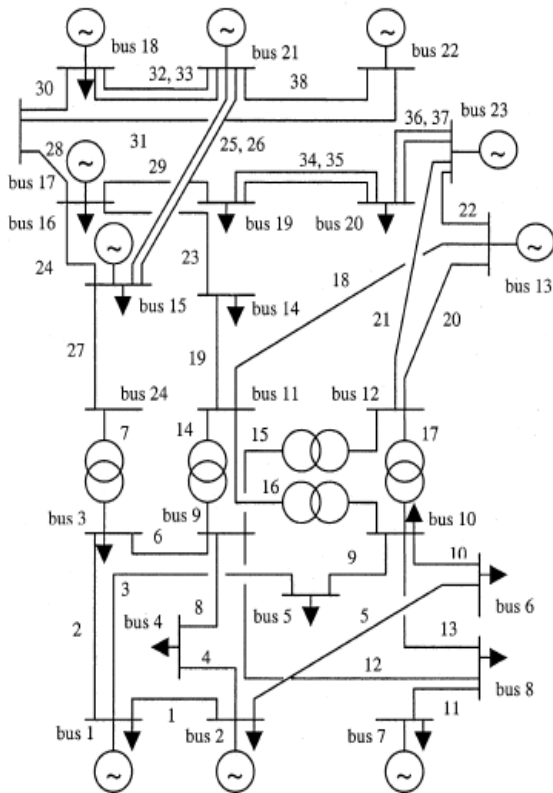 ~
~
~
bus 18
bus 21
bus 22
32, 33
38
30
36, 37
bus 23
~
31
25, 26
28
~
34, 35
29
bus 17
22
bus 16
bus 19
bus 20
~
~
24
23
18
bus 13
bus 15
bus 14
21
20
27
19
bus 24
bus 11
bus 12
7
14
15
17
16
bus 3
bus 9
bus 10
6
9
10
3
8
5
bus 4
bus 5
bus 6
2
13
4
12
bus 8
1
11
bus 1
bus 2
bus 7
~
~
~